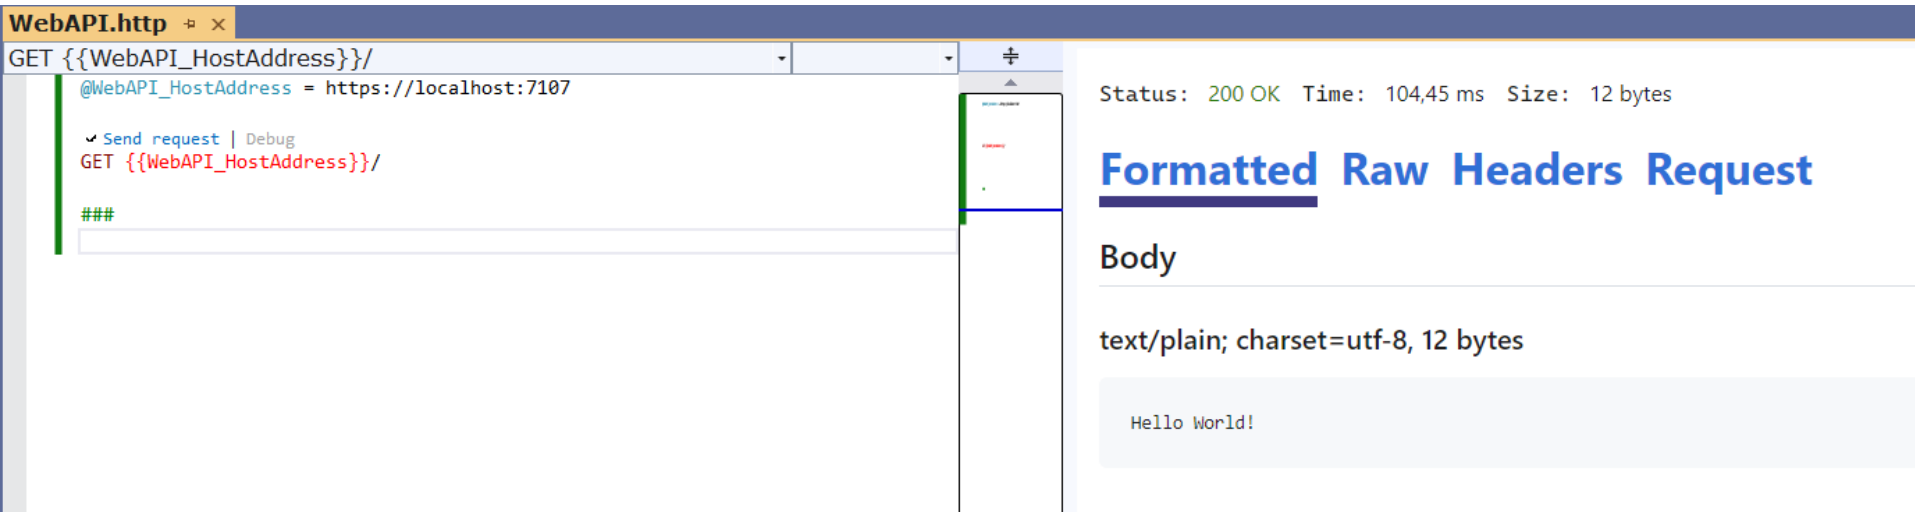 WebAPI.http
GET {{WebAPI_HostAddress}}/
@WebAPI_HostAddress = https://localhost:7107
Send request | Debug
GET {{WebAPI_HostAddress}}/
###
Status: 200 OK Time: 104,45 ms Size: 12 bytes
Formatted Raw Headers Request
Body
text/plain; charset=utf-8, 12 bytes
Hello World!